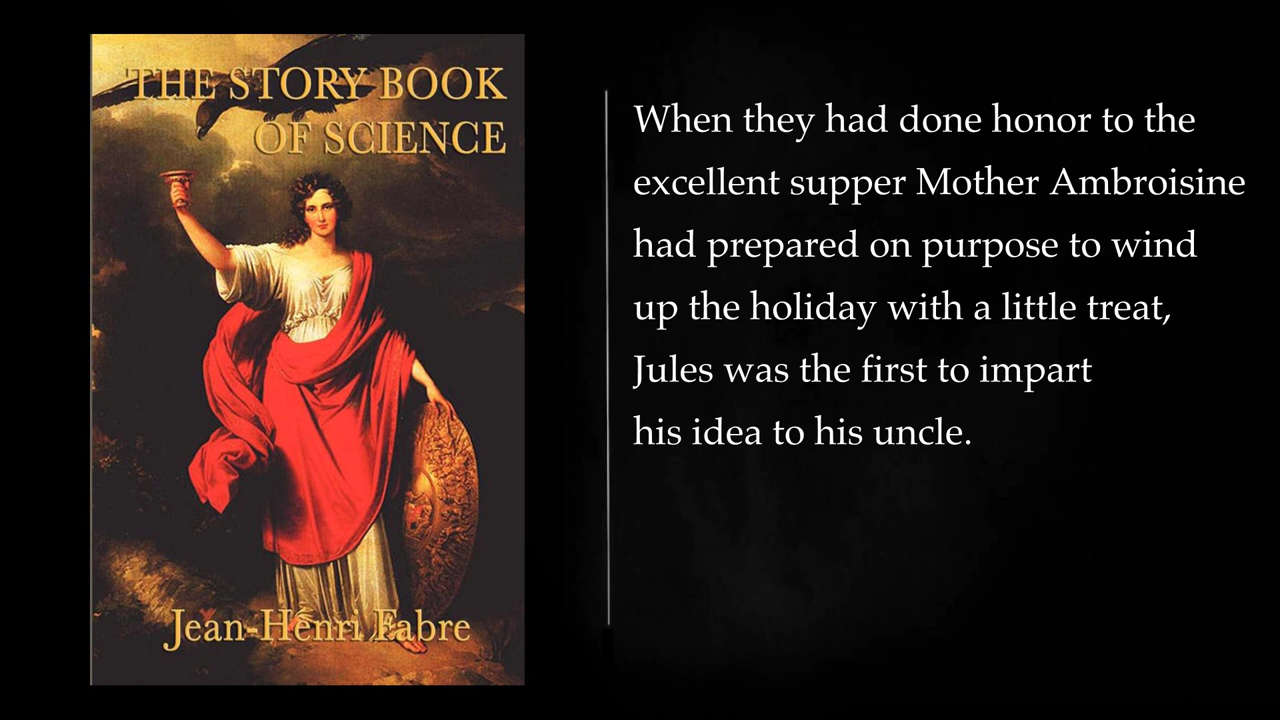 THE STORY BOOK
OF SCIENCE
Jean-Henri Fabre
When they had done honor to the
excellent supper Mother Ambroisine
had prepared on purpose to wind
up the holiday with a little treat,
Jules was the first to impart
his idea to his uncle.